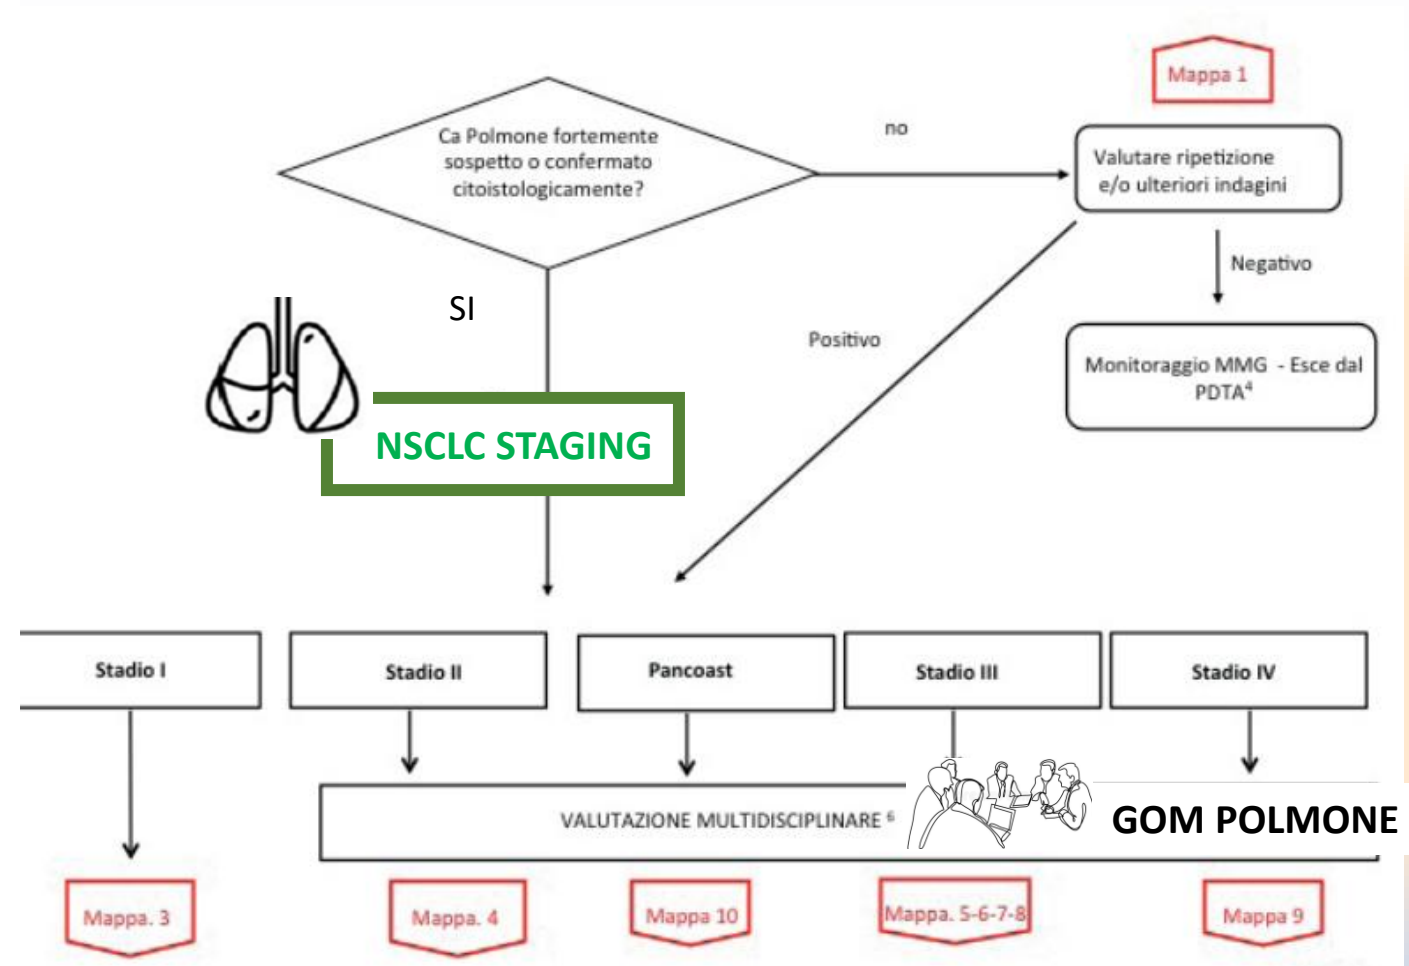 Mappa 1
Ca Polmone fortemente
sospetto o confermato
citoistologicamente?
no
Valutare ripetizione
e/o ulteriori indagini
SI
Negativo
Positivo
Monitoraggio MMG - Esce dal
PDTA⁴
NSCLC STAGING
Stadio I
Stadio II
Pancoast
Stadio III
Stadio IV
VALUTAZIONE MULTIDISCIPLINARE ⁶
GOM POLMONE
Mappa. 3
Mappa. 4
Mappa 10
Mappa. 5-6-7-8
Mappa 9